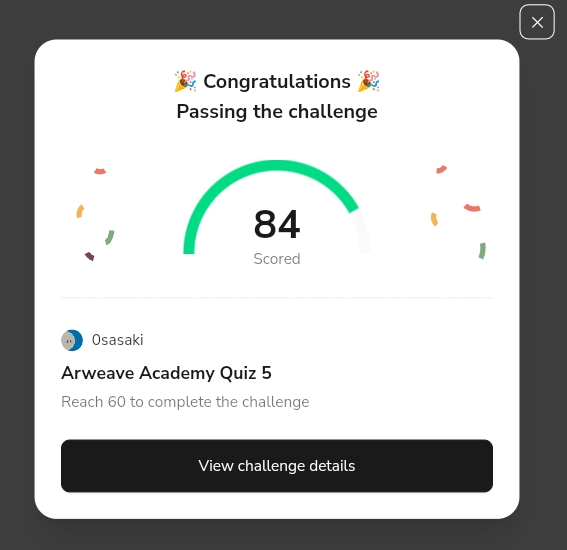 🎉 Congratulations 🎉
Passing the challenge
84
Scored
0sasaki
Arweave Academy Quiz 5
Reach 60 to complete the challenge
View challenge details